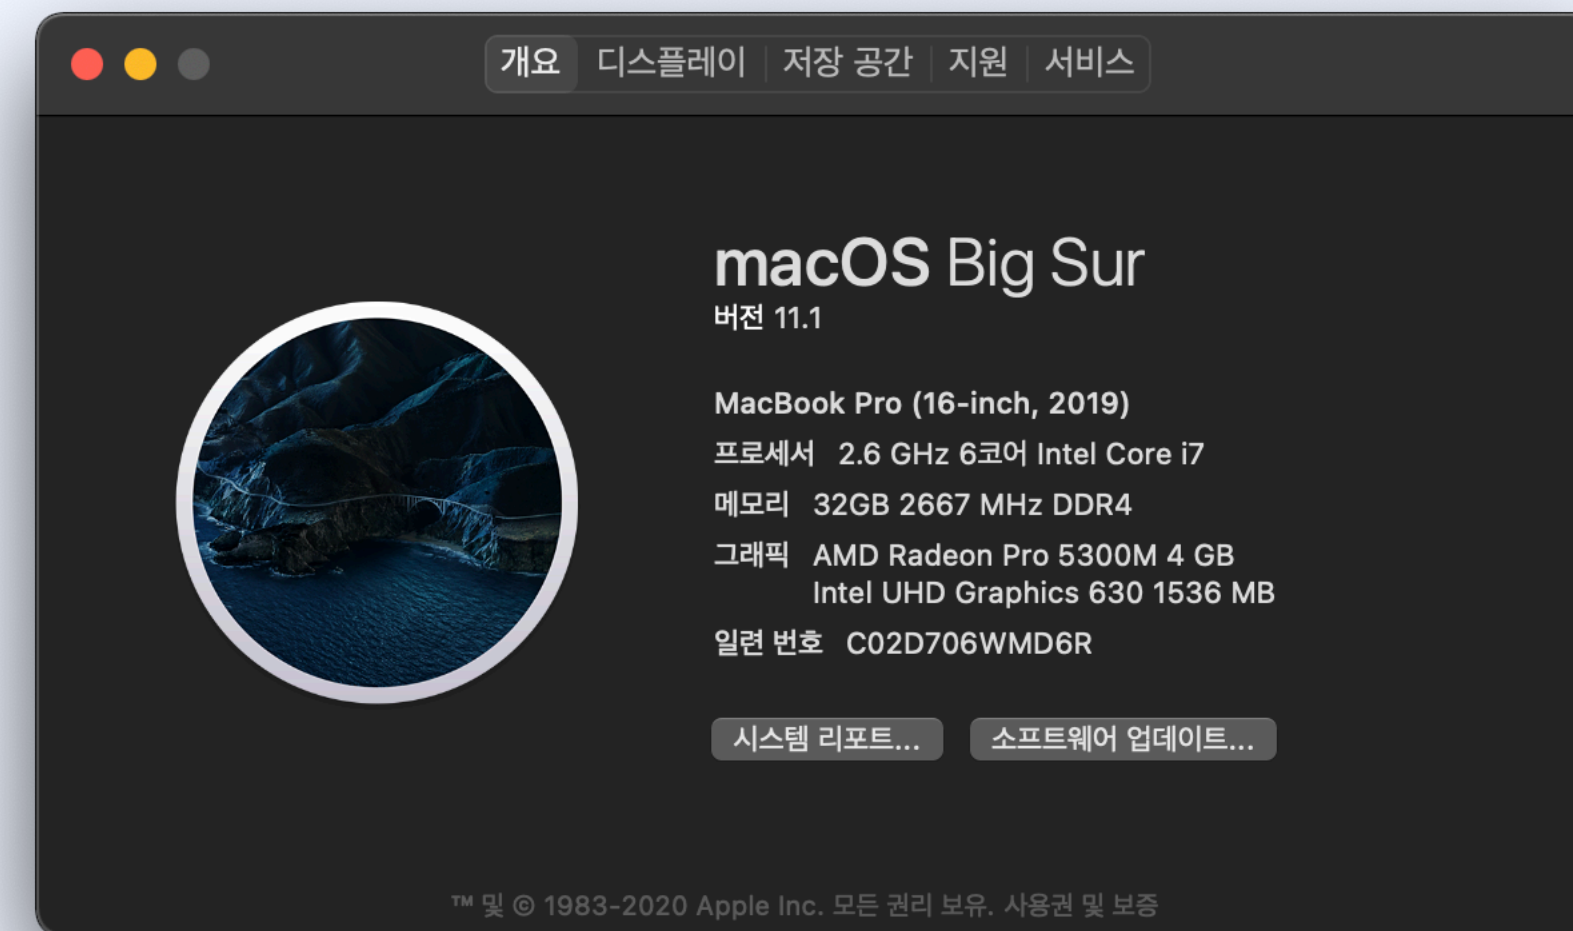 개요 디스플레이 저장 공간 지원 서비스
macOS Big Sur
버전 11.1
MacBook Pro (16-inch, 2019)
프로세서 2.6 GHz 6코어 Intel Core i7
메모리 32GB 2667 MHz DDR4
그래픽 AMD Radeon Pro 5300M 4 GB
Intel UHD Graphics 630 1536 MB
일련 번호 C02D706WMD6R
시스템 리포트... 소프트웨어 업데이트...
™ 및 © 1983-2020 Apple Inc. 모든 권리 보유. 사용권 및 보증